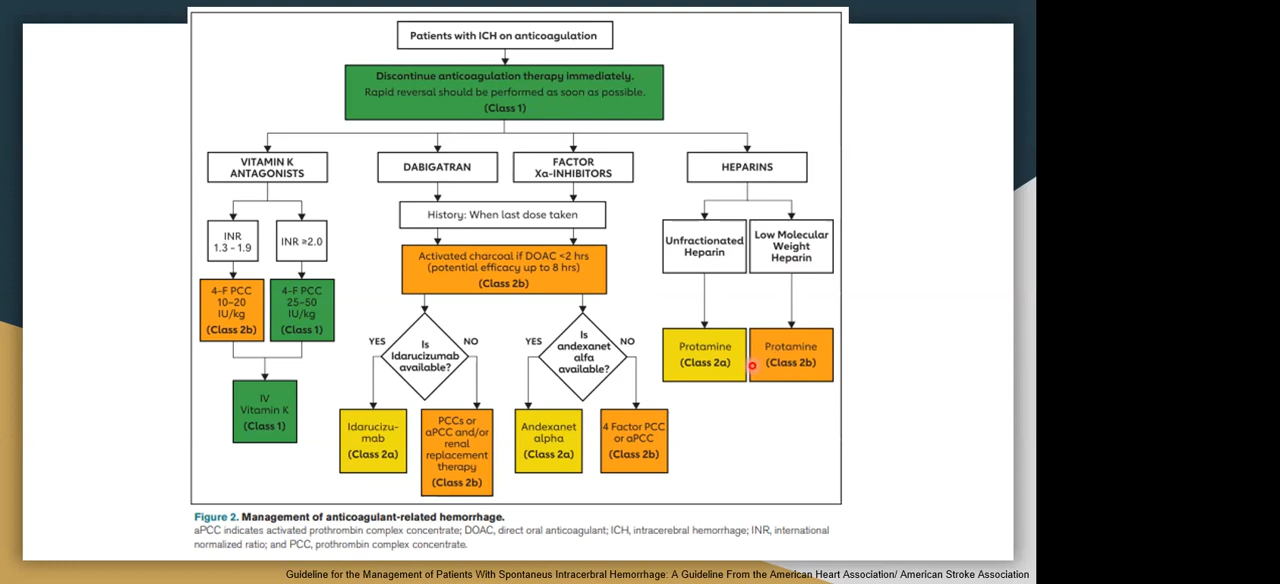 Patients with ICH on anticoagulation
Discontinue anticoagulation therapy immediately.
Rapid reversal should be performed as soon as possible.
(Class 1)
VITAMIN K
ANTAGONISTS
DABIGATRAN
FACTOR
Xa-INHIBITORS
HEPARINS
History: When last dose taken
INR
1.3 - 1.9
INR ≥2.0
Unfractionated
Heparin
Low Molecular
Weight
Heparin
Activated charcoal if DOAC <2 hrs
(potential efficacy up to 8 hrs)
(Class 2b)
4-F PCC
10-20
IU/kg
(Class 2b)
4-F PCC
25-50
IU/kg
(Class 1)
YES
Is
Idarucizumab
available?
NO
YES
Is
andexanet
alfa
available?
NO
Protamine
(Class 2a)
Protamine
(Class 2b)
IV
Vitamin K
(Class 1)
Idarucizu-
mab
(Class 2a)
PCCs or
aPCC and/or
renal
replacement
therapy
(Class 2b)
Andexanet
alpha
(Class 2a)
4 Factor PCC
or aPCC
(Class 2b)
Figure 2. Management of anticoagulant-related hemorrhage.
aPCC indicates activated prothrombin complex concentrate; DOAC, direct oral anticoagulant; ICH, intracerebral hemorrhage; INR, international
normalized ratio; and PCC, prothrombin complex concentrate.
Guideline for the Management of Patients With Spontaneus Intracerbral Hemorrhage: A Guideline From the American Heart Association/ American Stroke Association